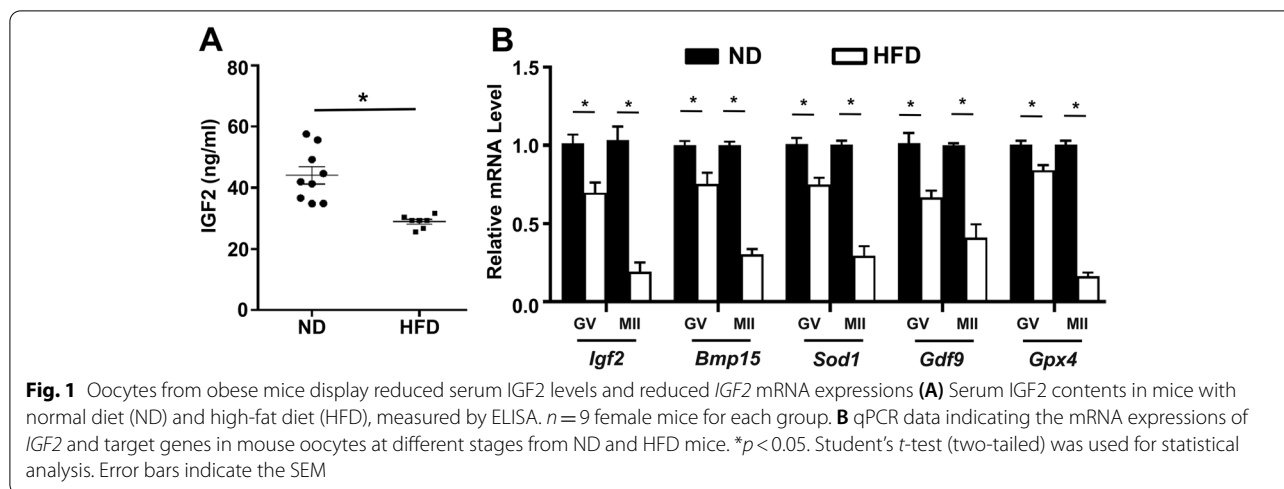 A
IGF2 (ng/ml)
80
60
40
20
0
*
ND
HFD
B
ND
HFD
Relative mRNA Level
1.5
1.0
0.5
0.0
* * * * * * * * * *
GV MII GV MII GV MII GV MII GV MII
Igf2 Bmp15 Sod1 Gdf9 Gpx4
Fig. 1 Oocytes from obese mice display reduced serum IGF2 levels and reduced IGF2 mRNA expressions (A) Serum IGF2 contents in mice with
normal diet (ND) and high-fat diet (HFD), measured by ELISA. n = 9 female mice for each group. B qPCR data indicating the mRNA expressions of
IGF2 and target genes in mouse oocytes at different stages from ND and HFD mice. *p < 0.05. Student's t-test (two-tailed) was used for statistical
analysis. Error bars indicate the SEM